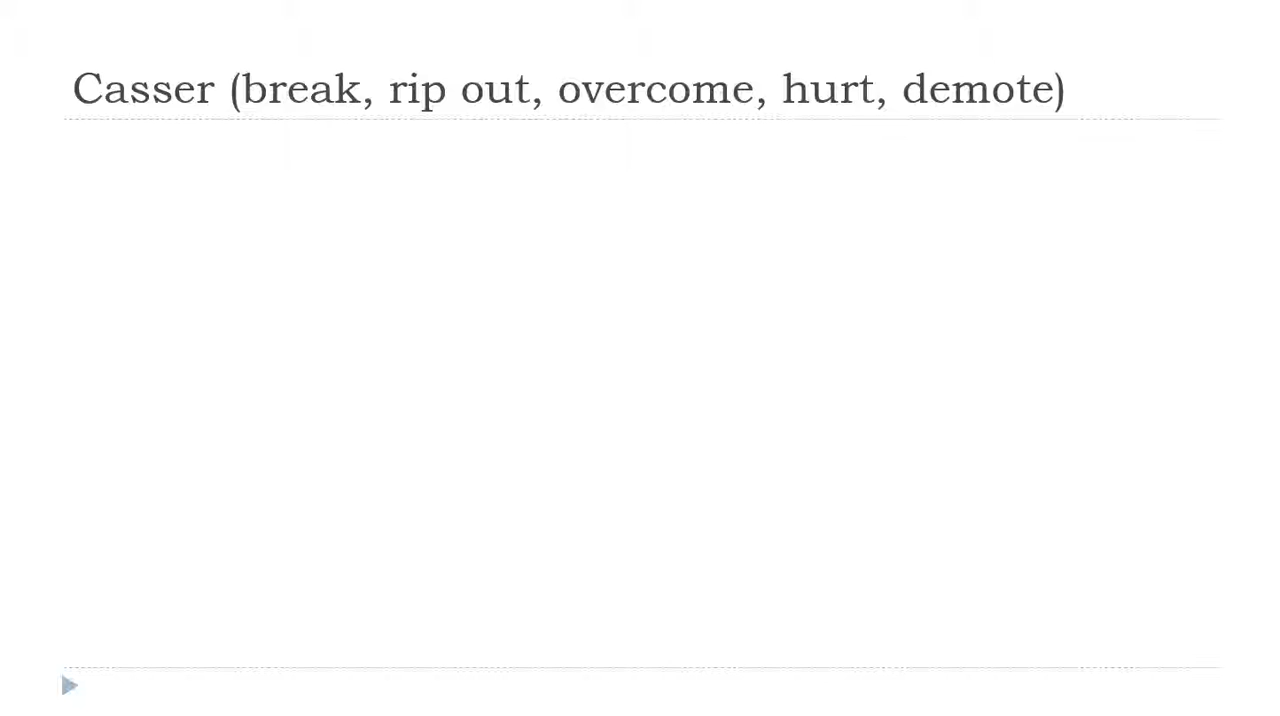 Casser (break, rip out, overcome, hurt, demote)